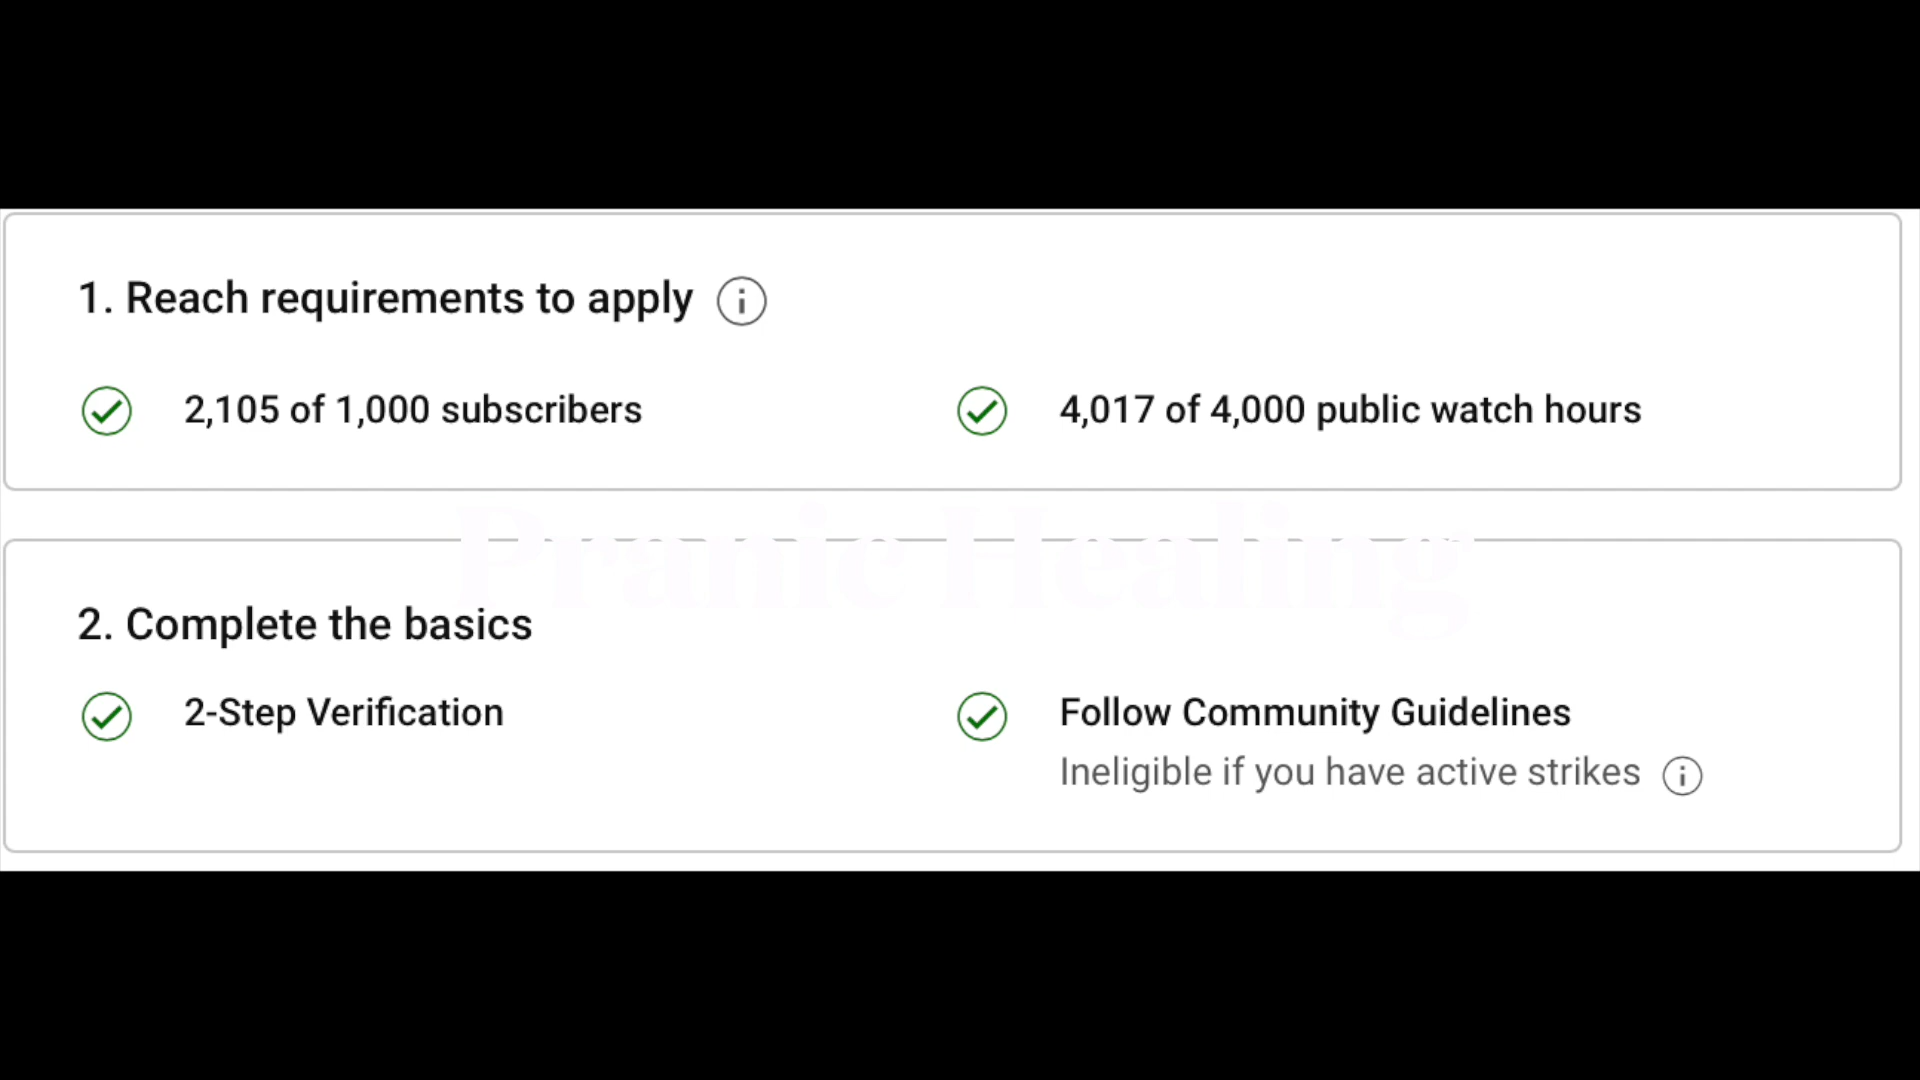 1. Reach requirements to apply
2,105 of 1,000 subscribers
4,017 of 4,000 public watch hours
Pranic Healing
2. Complete the basics
2-Step Verification
Follow Community Guidelines
Ineligible if you have active strikes